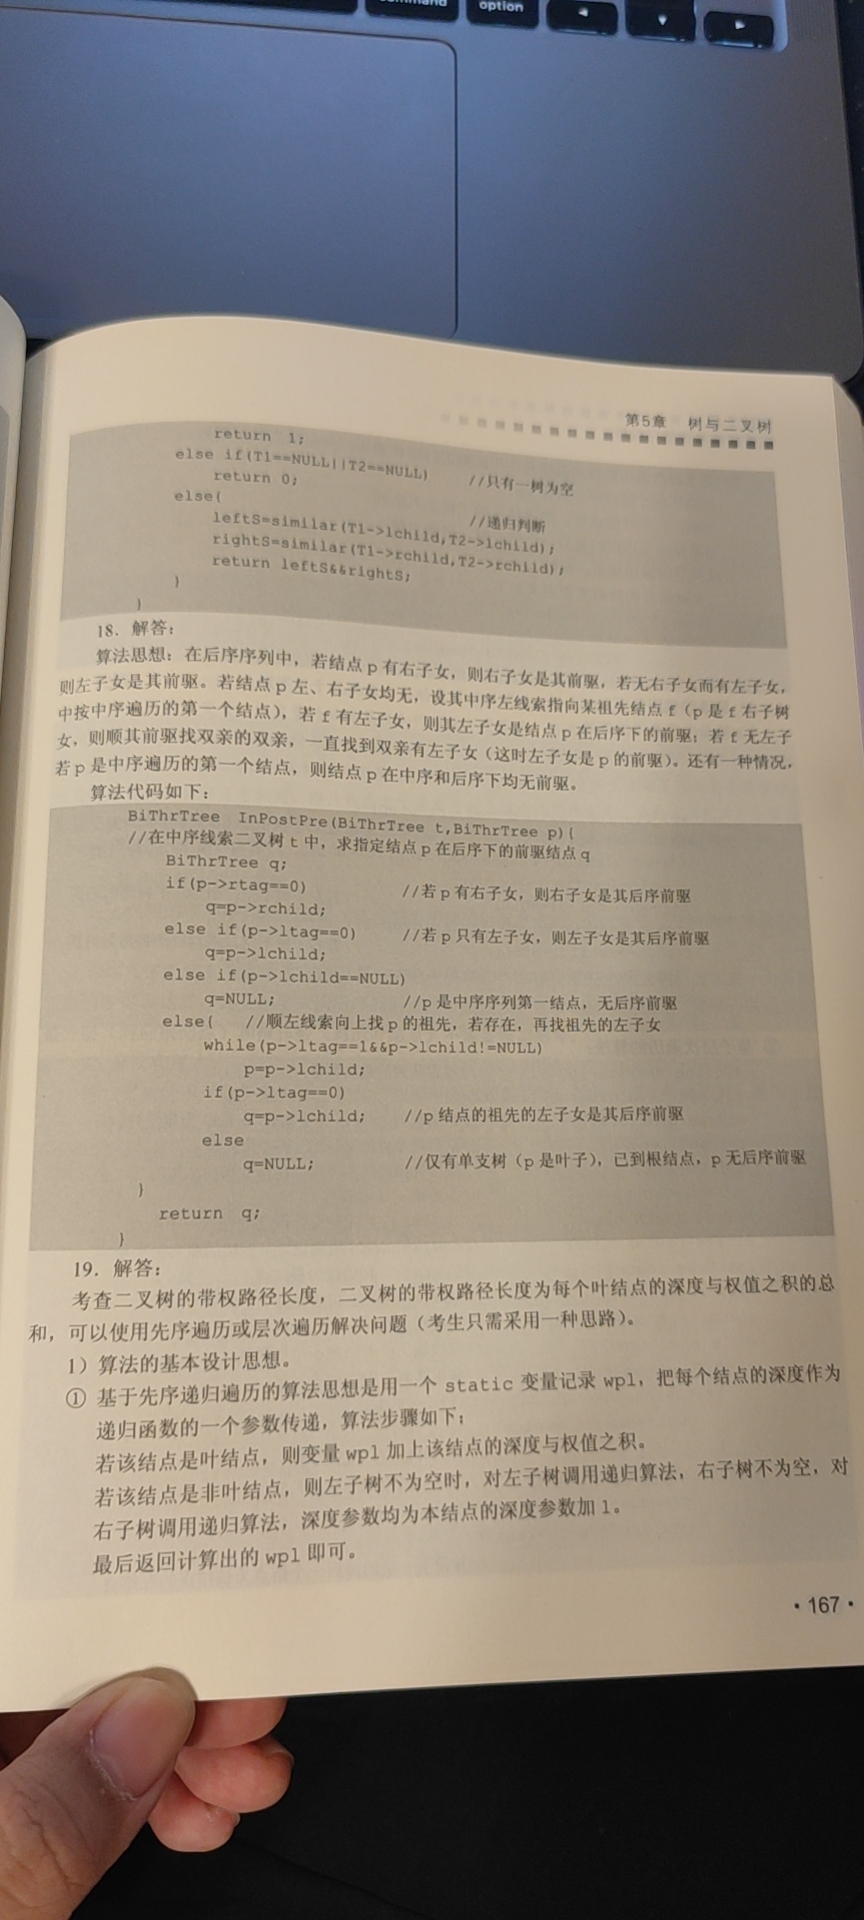 command
option
第5章 树与二叉树
return 1;
else if(T1==NULL||T2==NULL) //只有一树为空
return 0;
else{ //递归判断
leftS=similar(T1->lchild,T2->lchild);
rightS=similar(T1->rchild,T2->rchild);
return leftS&&rightS;
}
}
18. 解答:
算法思想: 在后序序列中, 若结点 p 有右子女, 则右子女是其前驱, 若无右子女而有左子女,
则左子女是其前驱。若结点 p 左、右子女均无, 设其中序左线索指向某祖先结点 f (p 是 f 右子树
中按中序遍历的第一个结点), 若 f 有左子女, 则其左子女是结点 p 在后序下的前驱; 若 f 无左子
女, 则顺其前驱找双亲的双亲, 一直找到双亲有左子女 (这时左子女是 p 的前驱)。还有一种情况,
若 p 是中序遍历的第一个结点, 则结点 p 在中序和后序下均无前驱。
算法代码如下:
BiThrTree InPostPre(BiThrTree t,BiThrTree p){
//在中序线索二叉树 t 中, 求指定结点 p 在后序下的前驱结点 q
BiThrTree q;
if(p->rtag==0) //若 p 有右子女, 则右子女是其后序前驱
q=p->rchild;
else if(p->ltag==0) //若 p 只有左子女, 则左子女是其后序前驱
q=p->lchild;
else if(p->lchild==NULL)
q=NULL; //p 是中序序列第一结点, 无后序前驱
else{ //顺左线索向上找 p 的祖先, 若存在, 再找祖先的左子女
while(p->ltag==1&&p->lchild!=NULL)
p=p->lchild;
if(p->ltag==0)
q=p->lchild; //p 结点的祖先的左子女是其后序前驱
else
q=NULL; //仅有单支树 (p 是叶子), 已到根结点, p 无后序前驱
}
return q;
}
19. 解答:
考查二叉树的带权路径长度, 二叉树的带权路径长度为每个叶结点的深度与权值之积的总
和, 可以使用先序遍历或层次遍历解决问题 (考生只需采用一种思路)。
1) 算法的基本设计思想。
① 基于先序递归遍历的算法思想是用一个 static 变量记录 wpl, 把每个结点的深度作为
递归函数的一个参数传递, 算法步骤如下:
若该结点是叶结点, 则变量 wpl 加上该结点的深度与权值之积。
若该结点是非叶结点, 则左子树不为空时, 对左子树调用递归算法, 右子树不为空, 对
右子树调用递归算法, 深度参数均为本结点的深度参数加 1。
最后返回计算出的 wpl 即可。
·167·